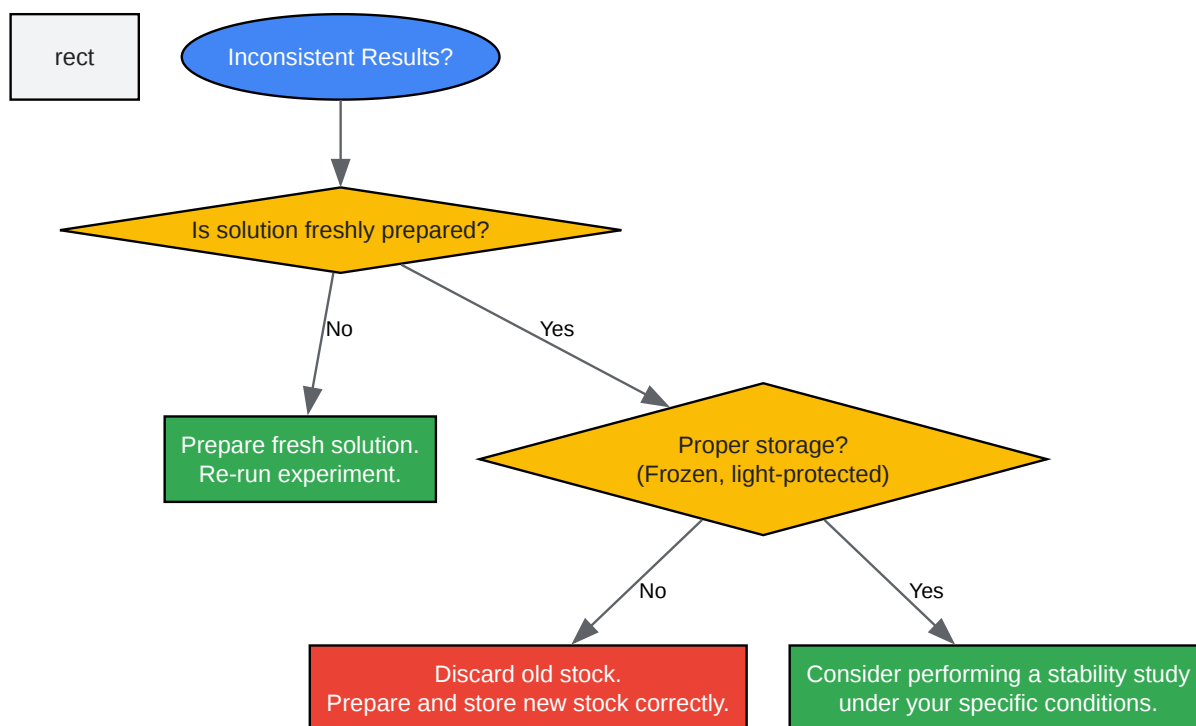 rect
Inconsistent Results?
Is solution freshly prepared?
No
Yes
Prepare fresh solution.
Re-run experiment.
Proper storage?
(Frozen, light-protected)
No
Yes
Discard old stock.
Prepare and store new stock correctly.
Consider performing a stability study
under your specific conditions.